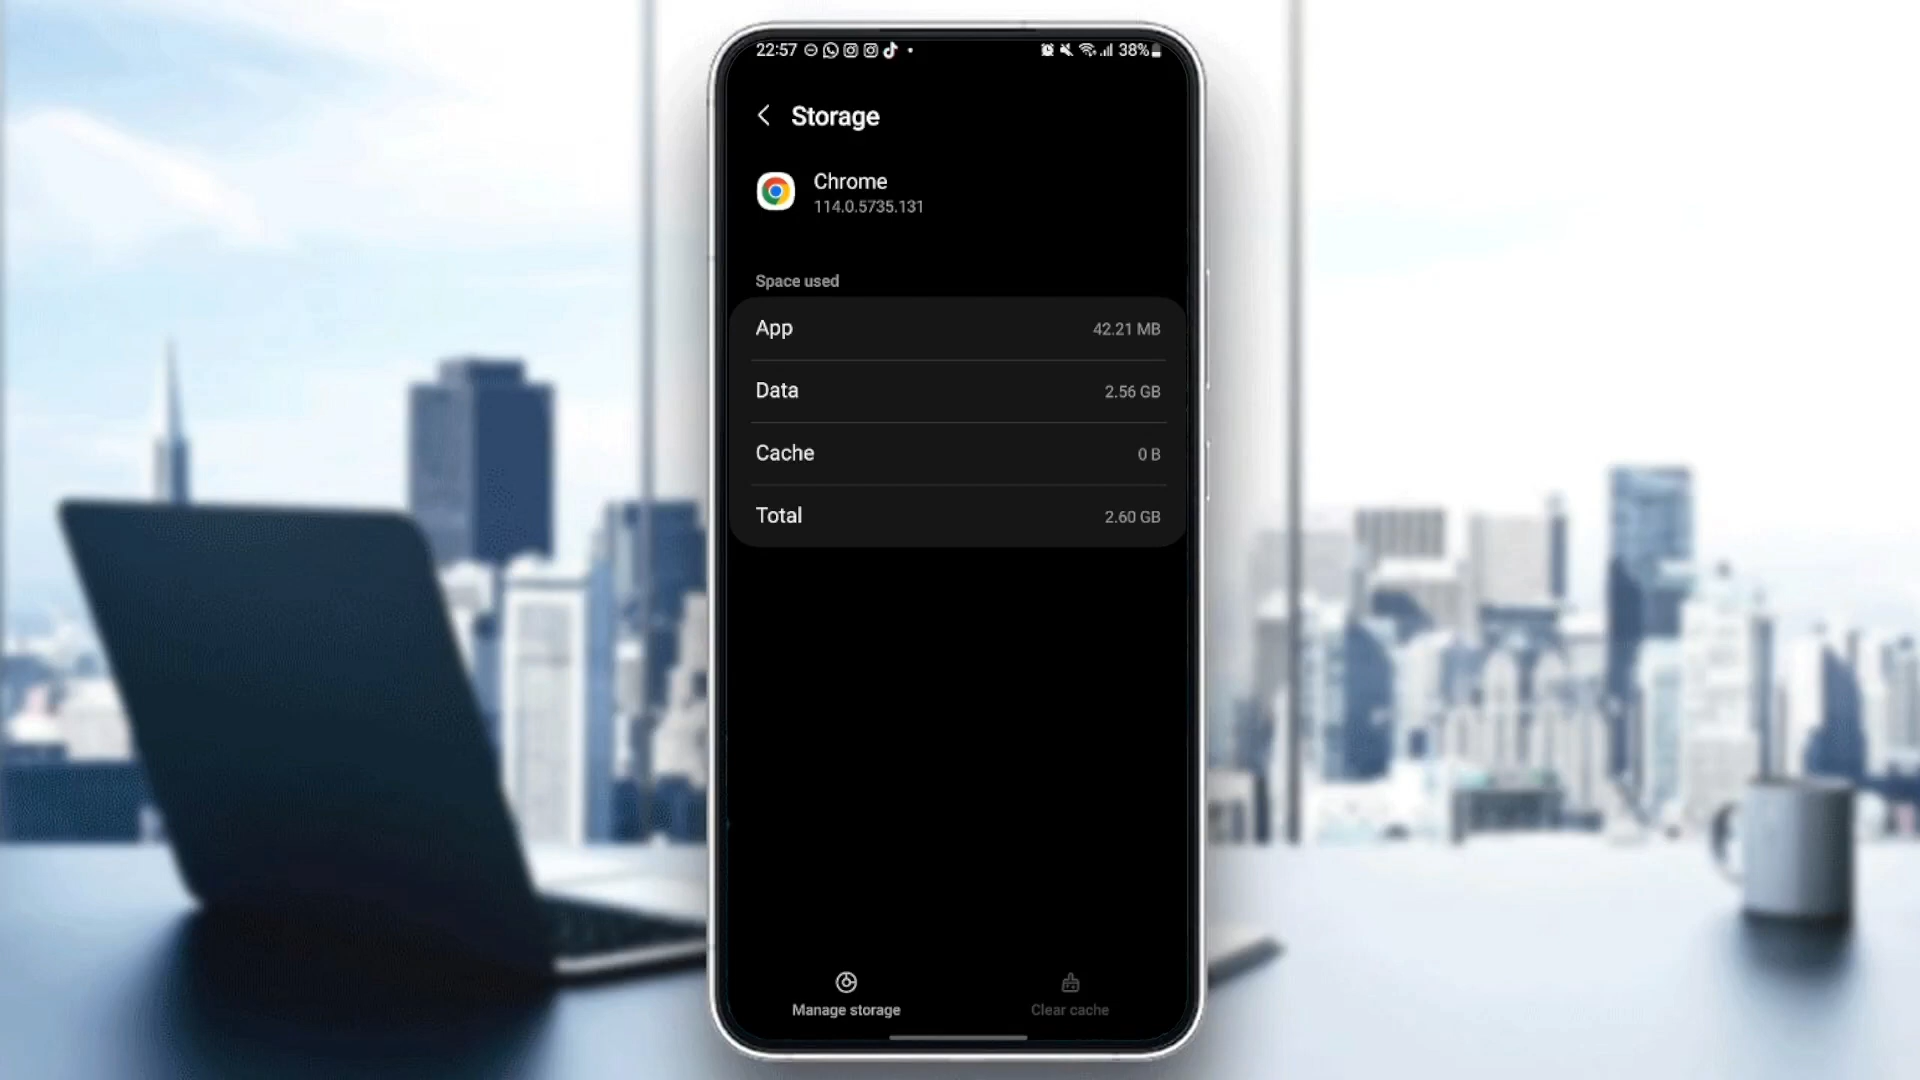 22:57 38%
Storage
Chrome
114.0.5735.131
Space used
App 42.21 MB
Data 2.56 GB
Cache 0 B
Total 2.60 GB
Manage storage Clear cache